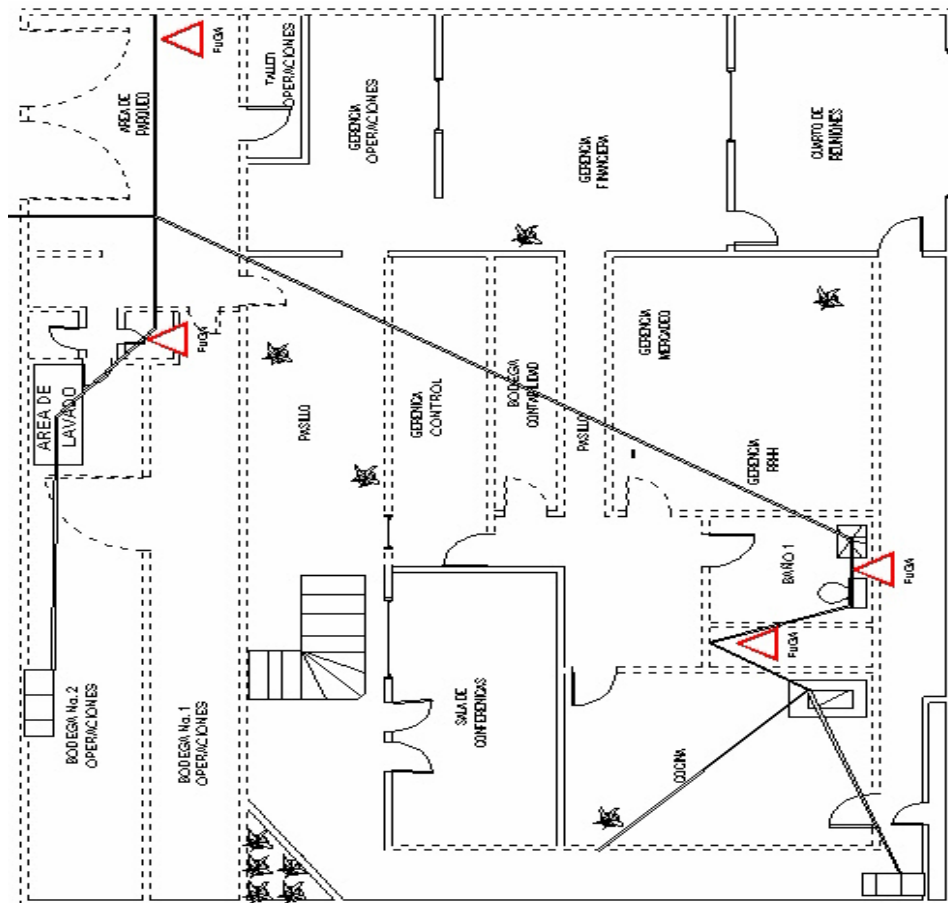 FUGA
AREA DE
PARQUEO
TALLER
OPERACIONES
GERENCIA
OPERACIONES
GERENCIA
FINANCIERA
CUARTO DE
REUNIONES
FUGA
AREA DE
LAVADO
PASILLO
GERENICA
CONTROL
BODEGA
CONTABILIDAD
PASILLO
GERENCIA
MERCADEO
GERENCIA
RRHH
BAÑO 1
FUGA
FUGA
BODEGA No. 2
OPERACIONES
BODEGA No. 1
OPERACIONES
SALA DE
CONFERENICAS
COCINA